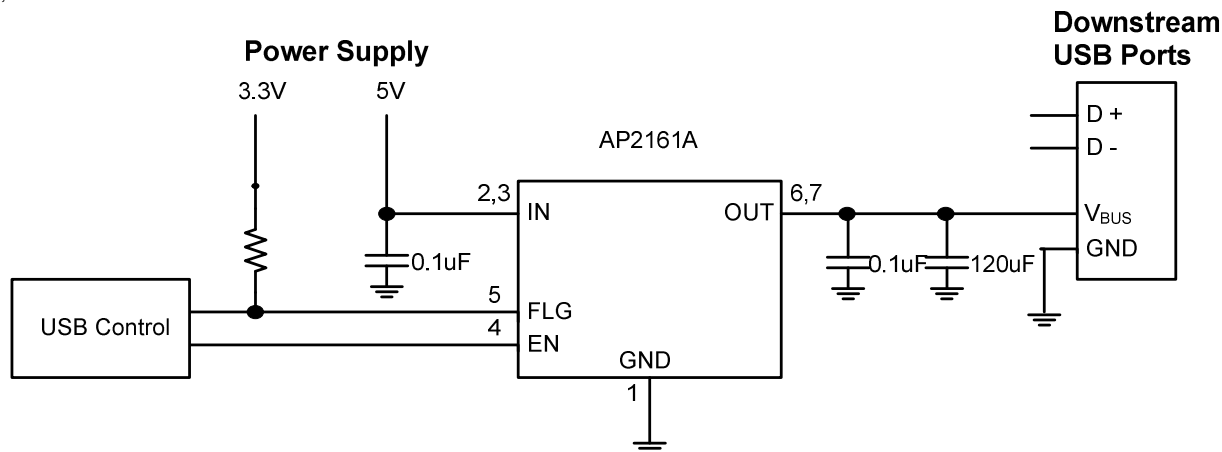 Downstream
USB Ports
Power Supply
3.3V
5V
D +
D -
AP2161A
2,3
IN
OUT
6,7
VBUS
GND
0.1uF
0.1uF
120uF
5
FLG
USB Control
4
EN
GND
1